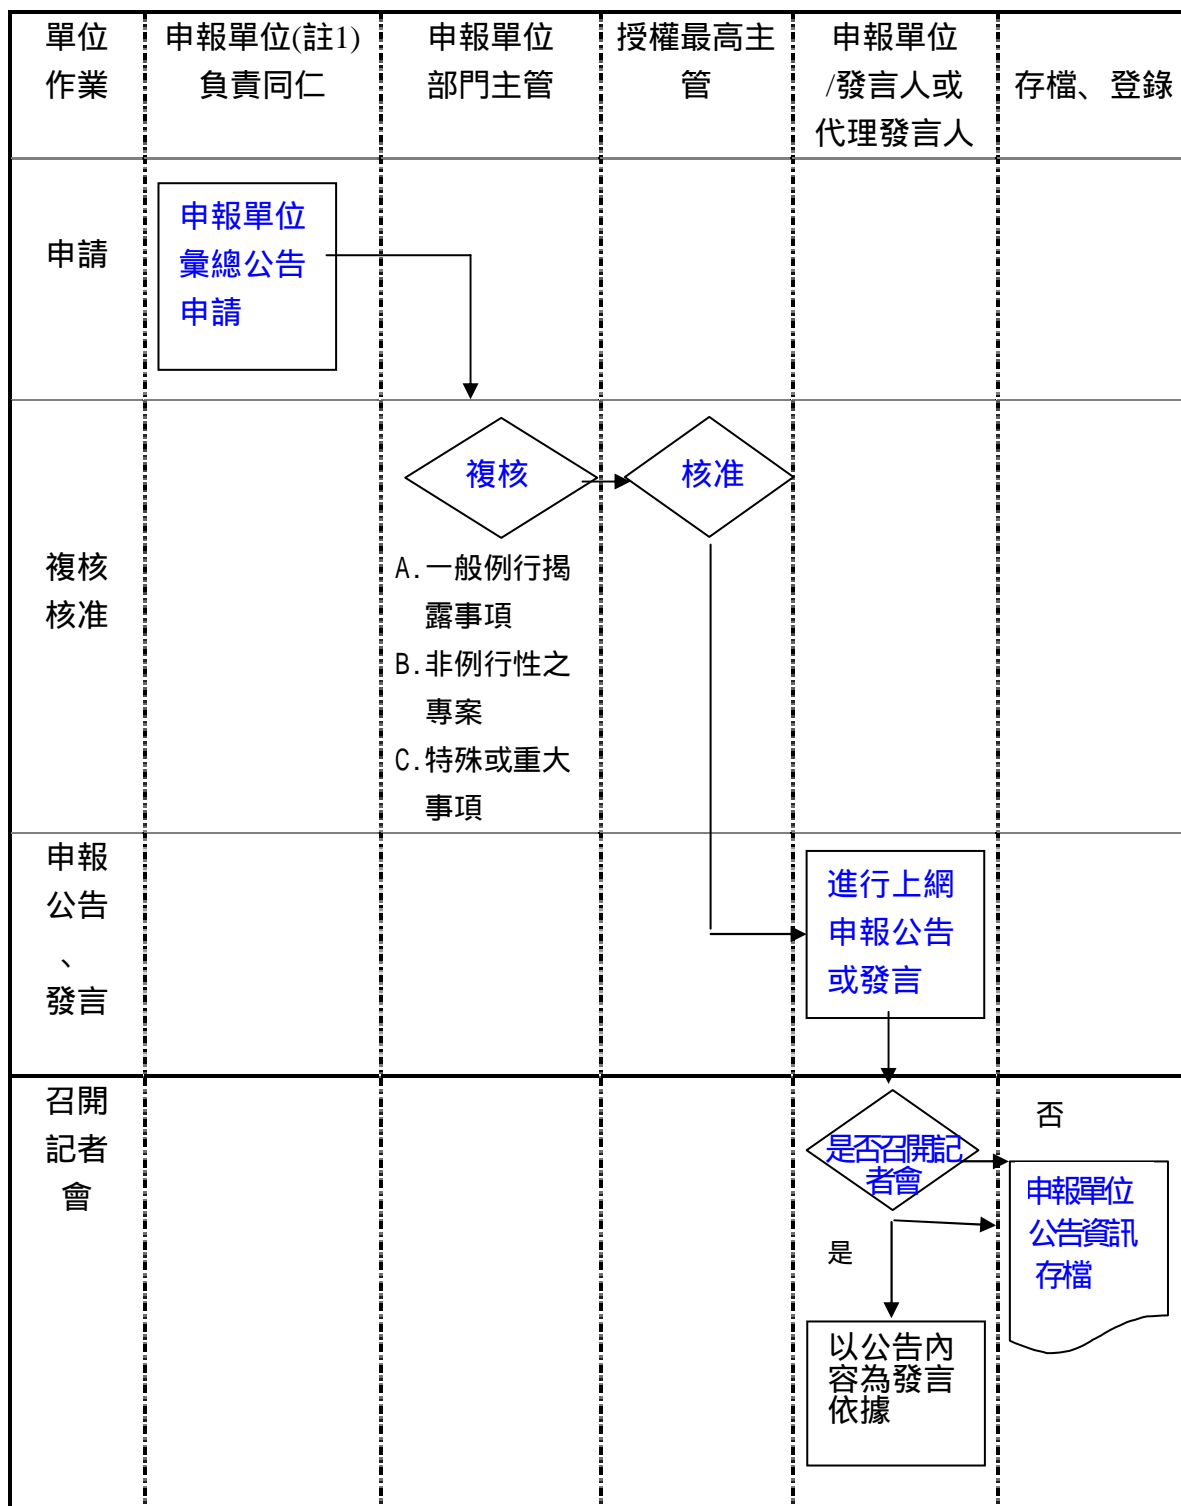 單位
作業
申報單位(註1)
負責同仁
申報單位
部門主管
授權最高主
管
申報單位
/發言人或
代理發言人
存檔、登錄
申請
申報單位
彙總公告
申請
複核
核准
複核
核准
A.一般例行揭
露事項
B.非例行性之
專案
C.特殊或重大
事項
申報
公告
、
發言
進行上網
申報公告
或發言
召開
記者
會
是否召開記
者會
否
申報單位
公告資訊
存檔
是
以公告內
容為發言
依據